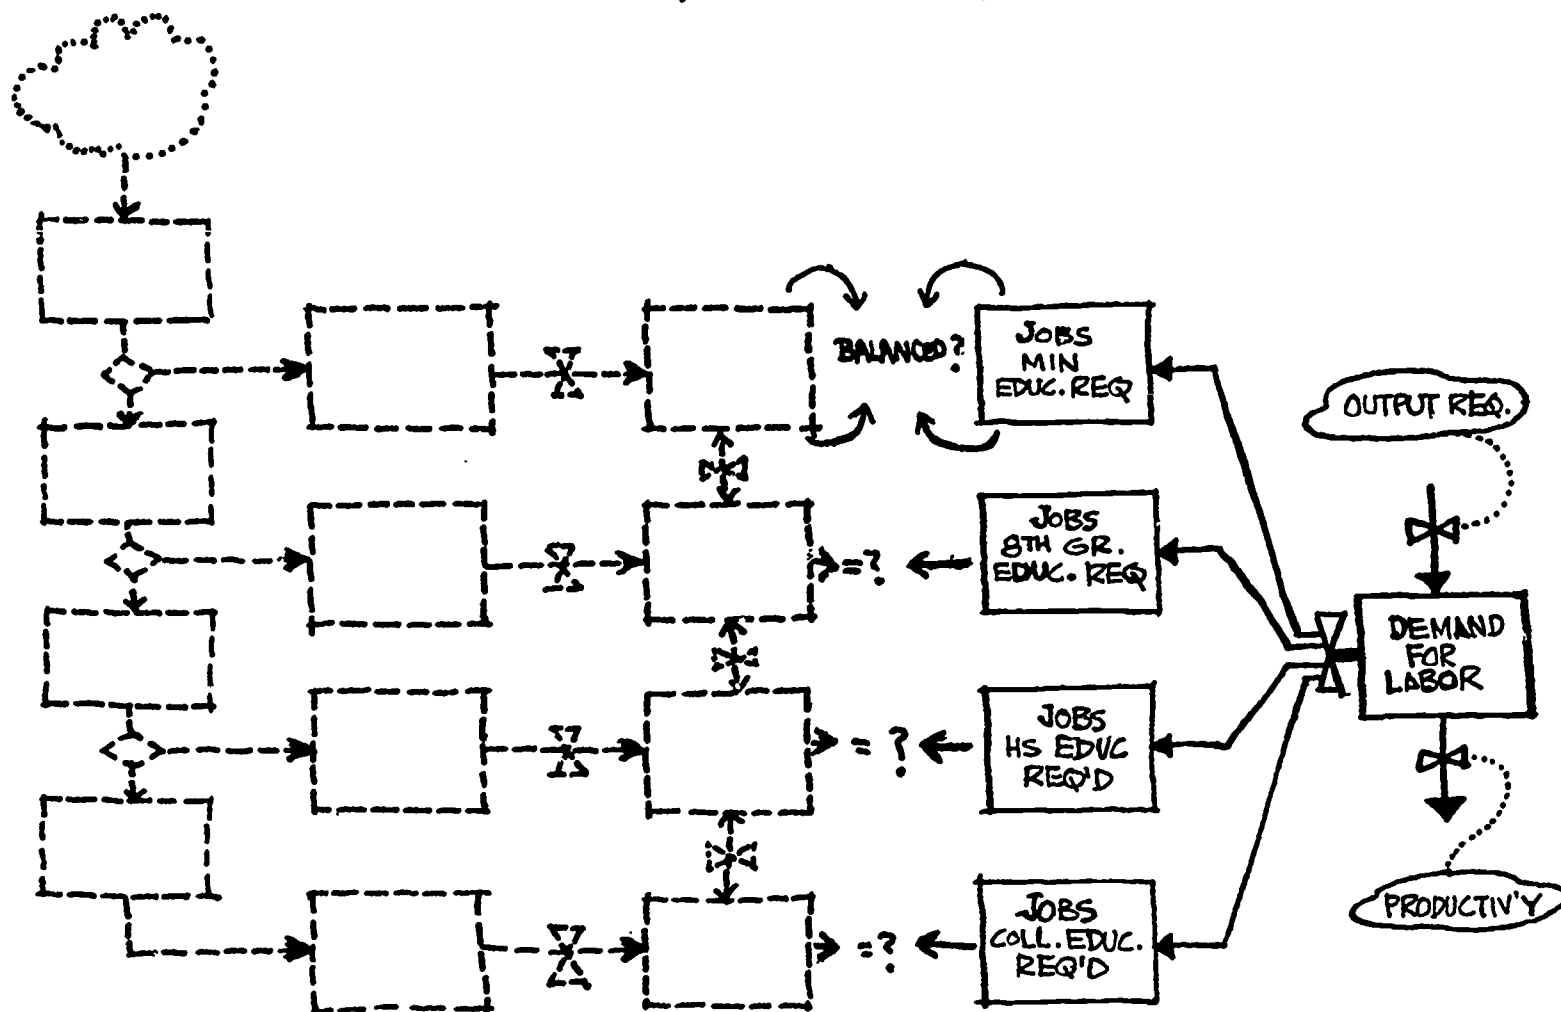 BALANCED?
JOBS
MIN
EDUC. REQ
OUTPUT REQ.
=?
JOBS
8TH GR.
EDUC. REQ
DEMAND
FOR
LABOR
= ?
JOBS
HS EDUC
REQ'D
=?
JOBS
COLL. EDUC.
REQ'D
PRODUCTIV'Y